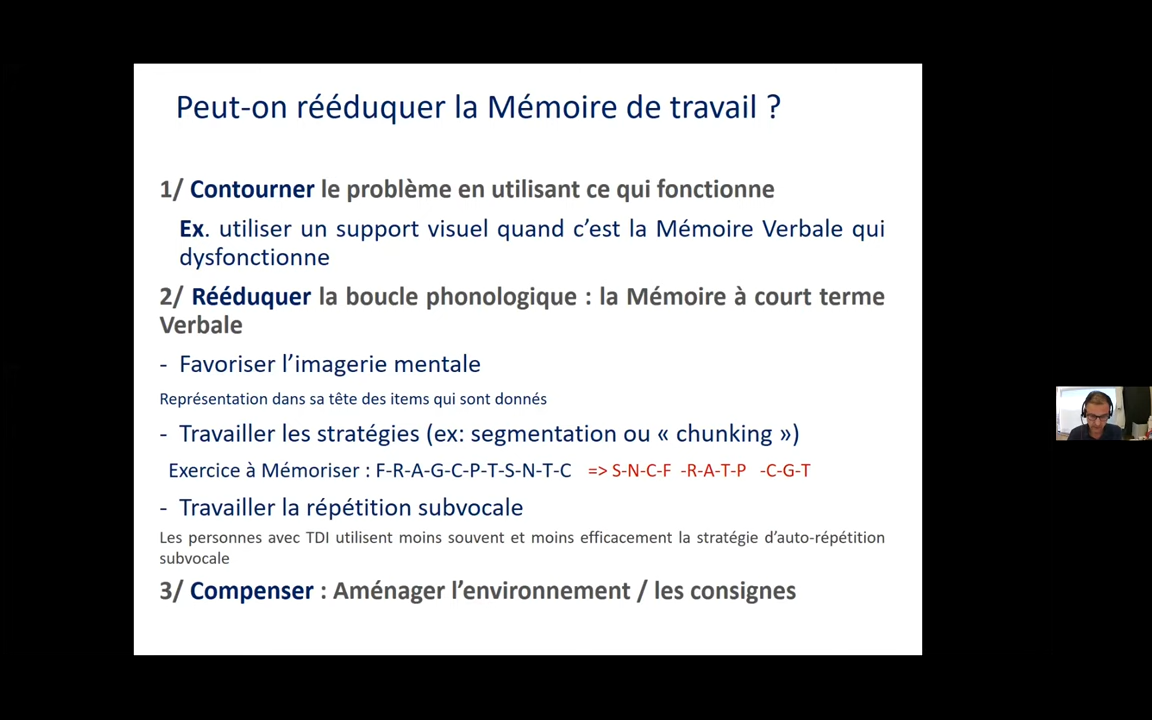 Peut-on rééduquer la Mémoire de travail ?
1/ Contourner le problème en utilisant ce qui fonctionne
Ex. utiliser un support visuel quand c’est la Mémoire Verbale qui
dysfonctionne
2/ Rééduquer la boucle phonologique : la Mémoire à court terme
Verbale
- Favoriser l’imagerie mentale
Représentation dans sa tête des items qui sont donnés
- Travailler les stratégies (ex: segmentation ou « chunking »)
Exercice à Mémoriser : F-R-A-G-C-P-T-S-N-T-C => S-N-C-F -R-A-T-P -C-G-T
- Travailler la répétition subvocale
Les personnes avec TDI utilisent moins souvent et moins efficacement la stratégie d’auto-répétition
subvocale
3/ Compenser : Aménager l’environnement / les consignes